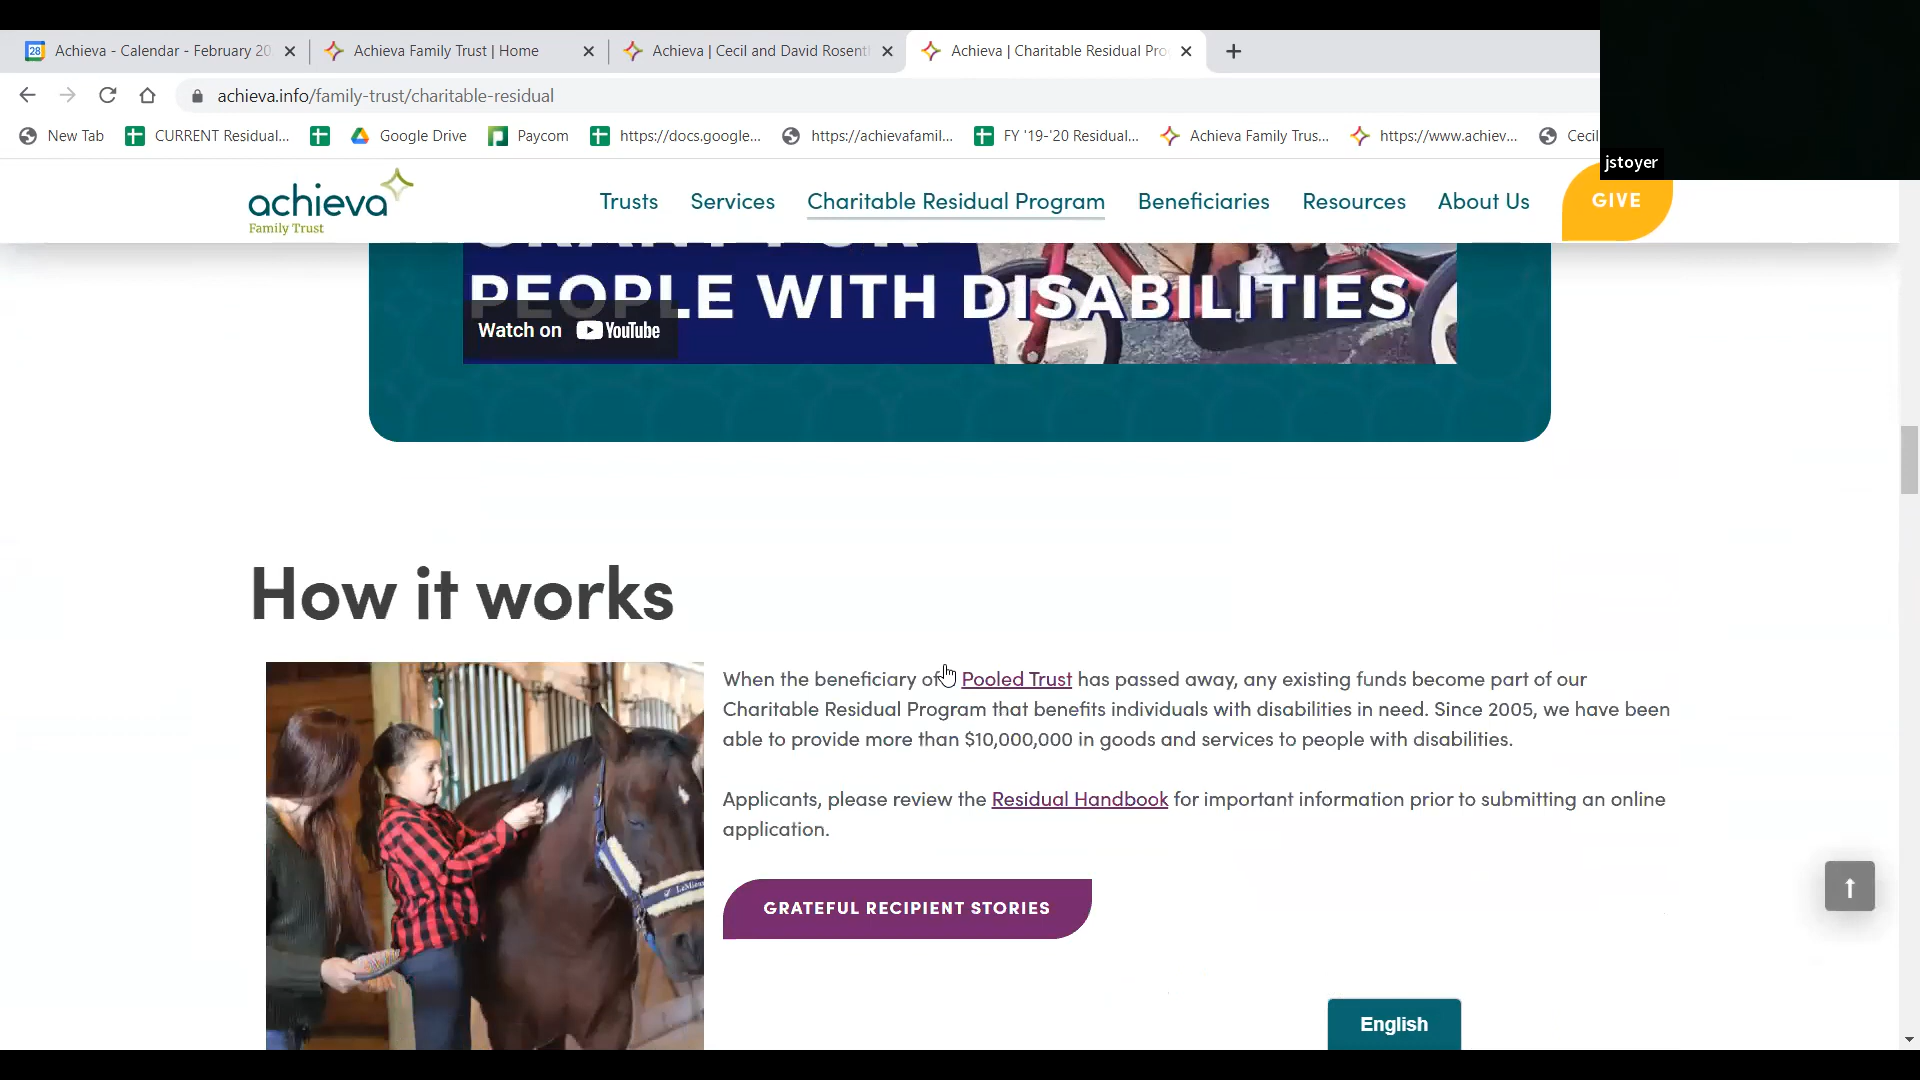 28 Achieva - Calendar - February 20
Achieva Family Trust | Home
Achieva | Cecil and David Rosent
Achieva | Charitable Residual Pro
achieva.info/family-trust/charitable-residual
New Tab
CURRENT Residual...
Google Drive
Paycom
https://docs.google...
https://achievafamil...
FY '19-'20 Residual...
Achieva Family Trus...
https://www.achiev...
Cecil
jstoyer
achieva
Family Trust
Trusts
Services
Charitable Residual Program
Beneficiaries
Resources
About Us
GIVE
GRANT FOR
PEOPLE WITH DISABILITIES
Watch on YouTube
How it works
When the beneficiary of Pooled Trust has passed away, any existing funds become part of our
Charitable Residual Program that benefits individuals with disabilities in need. Since 2005, we have been
able to provide more than $10,000,000 in goods and services to people with disabilities.
Applicants, please review the Residual Handbook for important information prior to submitting an online
application.
GRATEFUL RECIPIENT STORIES
English